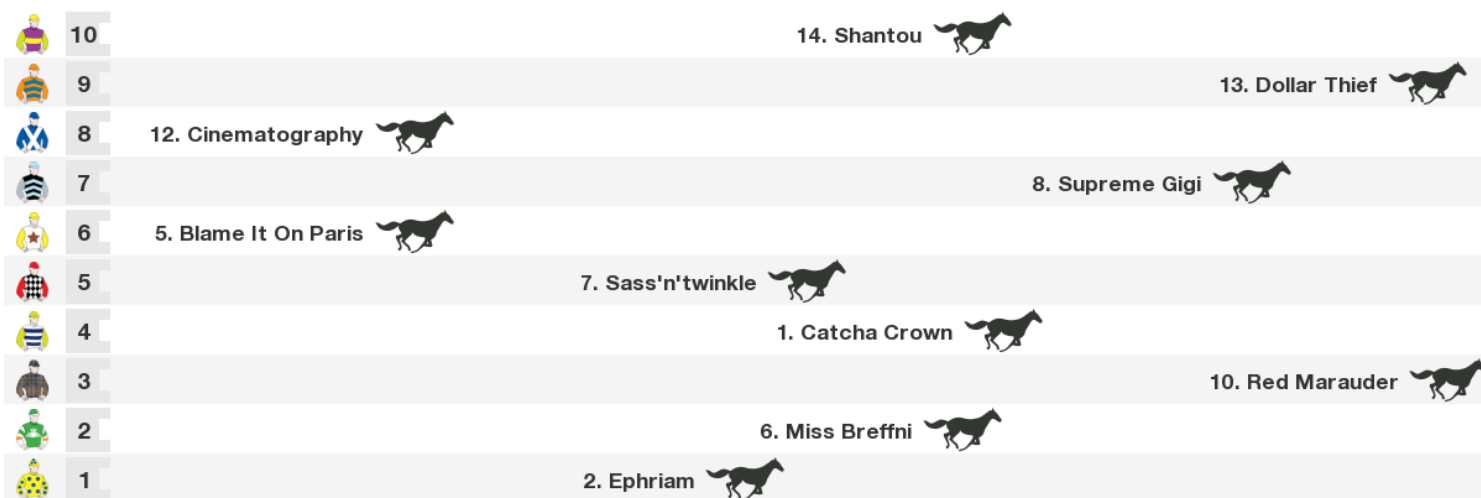 10 14. Shantou
9 13. Dollar Thief
8 12. Cinematography
7 8. Supreme Gigi
6 5. Blame It On Paris
5 7. Sass'n'twinkle
4 1. Catcha Crown
3 10. Red Marauder
2 6. Miss Breffni
1 2. Ephriam